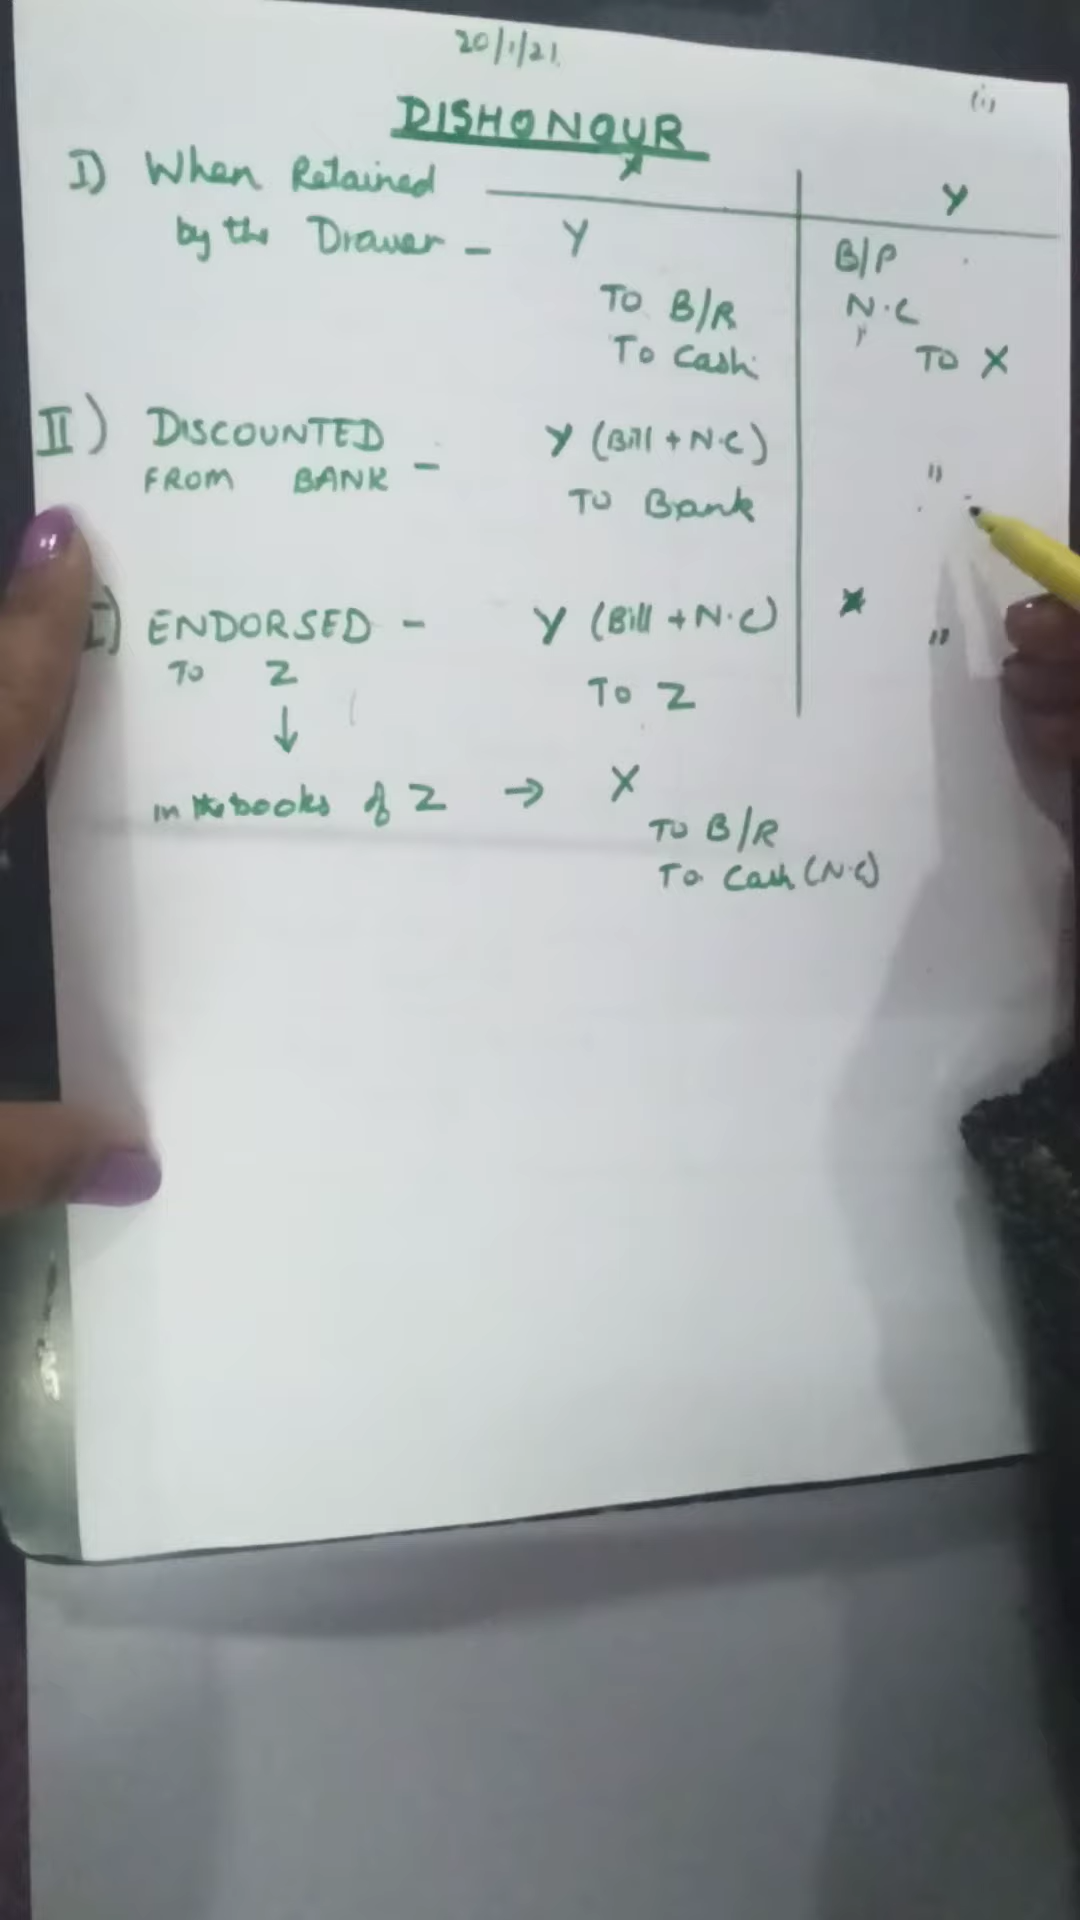 20/1/21.
(1)
DISHONOUR
I) When Retained
by the Drawer -
X
Y
Y
To B/R
To Cash
B/P
N.C
To X
II) DISCOUNTED
FROM BANK -
Y (Bill + N.C)
To Bank
"
I) ENDORSED -
To Z
Y (Bill + N.C)
To Z
"
↓
in the books of Z → X
To B/R
To Cash (N.C)